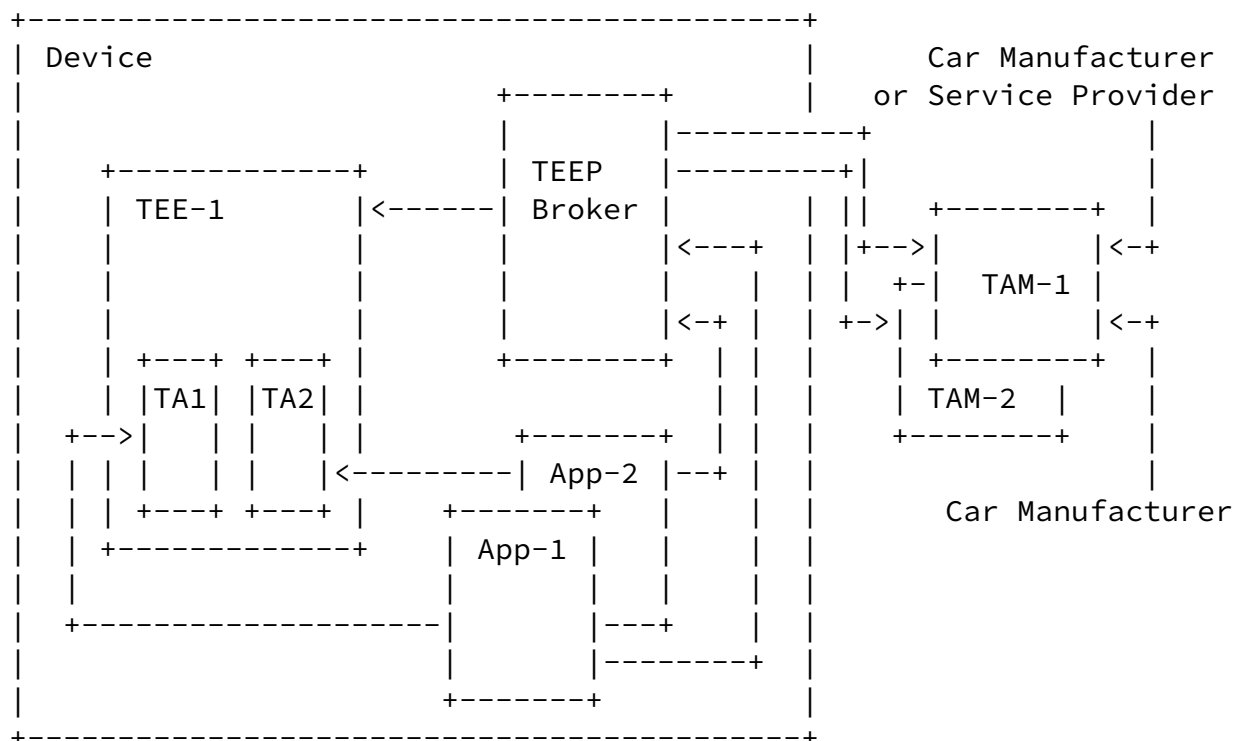 Device
Car Manufacturer
or Service Provider
TEEP
TEE-1
Broker
TAM-1
TA1
TA2
TAM-2
App-2
Car Manufacturer
App-1